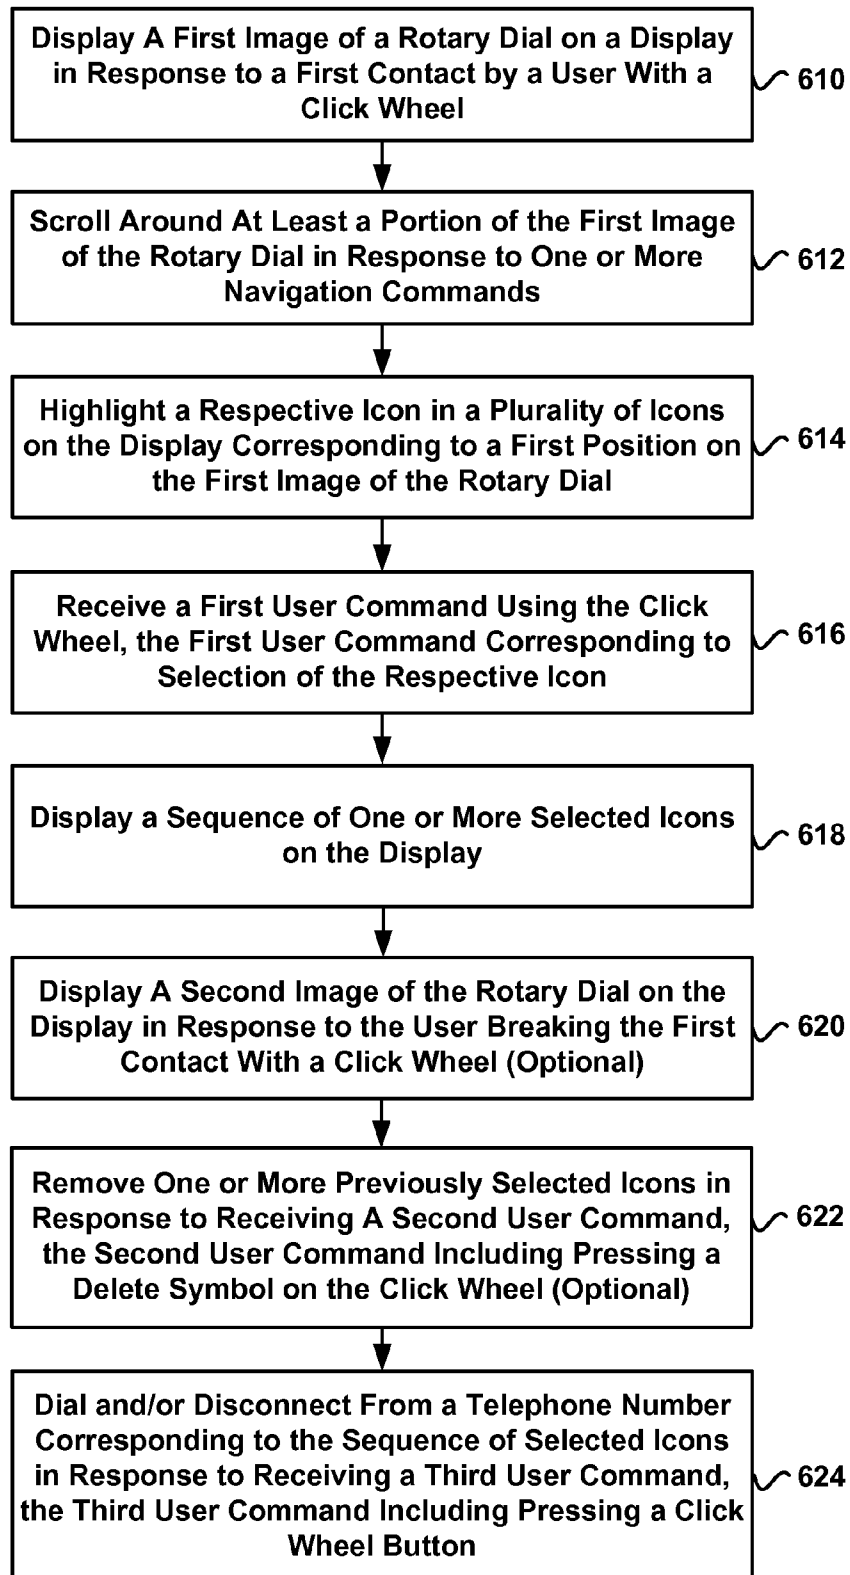 Display A First Image of a Rotary Dial on a Display
in Response to a First Contact by a User With a
Click Wheel
610
Scroll Around At Least a Portion of the First Image
of the Rotary Dial in Response to One or More
Navigation Commands
612
Highlight a Respective Icon in a Plurality of Icons
on the Display Corresponding to a First Position on
the First Image of the Rotary Dial
614
Receive a First User Command Using the Click
Wheel, the First User Command Corresponding to
Selection of the Respective Icon
616
Display a Sequence of One or More Selected Icons
on the Display
618
Display A Second Image of the Rotary Dial on the
Display in Response to the User Breaking the First
Contact With a Click Wheel (Optional)
620
Remove One or More Previously Selected Icons in
Response to Receiving A Second User Command,
the Second User Command Including Pressing a
Delete Symbol on the Click Wheel (Optional)
622
Dial and/or Disconnect From a Telephone Number
Corresponding to the Sequence of Selected Icons
in Response to Receiving a Third User Command,
the Third User Command Including Pressing a Click
Wheel Button
624